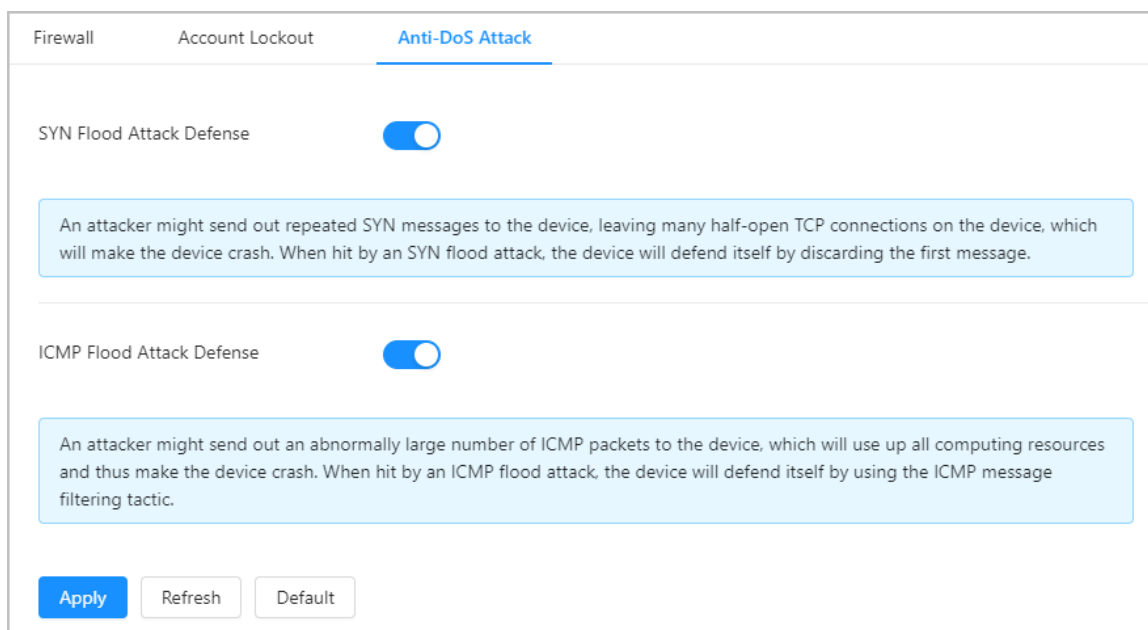 Firewall Account Lockout Anti-DoS Attack
SYN Flood Attack Defense
An attacker might send out repeated SYN messages to the device, leaving many half-open TCP connections on the device, which
will make the device crash. When hit by an SYN flood attack, the device will defend itself by discarding the first message.
ICMP Flood Attack Defense
An attacker might send out an abnormally large number of ICMP packets to the device, which will use up all computing resources
and thus make the device crash. When hit by an ICMP flood attack, the device will defend itself by using the ICMP message
filtering tactic.
Apply Refresh Default